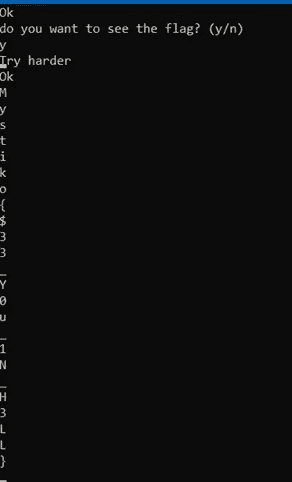 Ok
do you want to see the flag? (y/n)
y
Try harder
Ok
M
y
s
t
i
k
o
{
$
3
3
_
Y
0
u
_
1
N
_
H
3
L
L
}